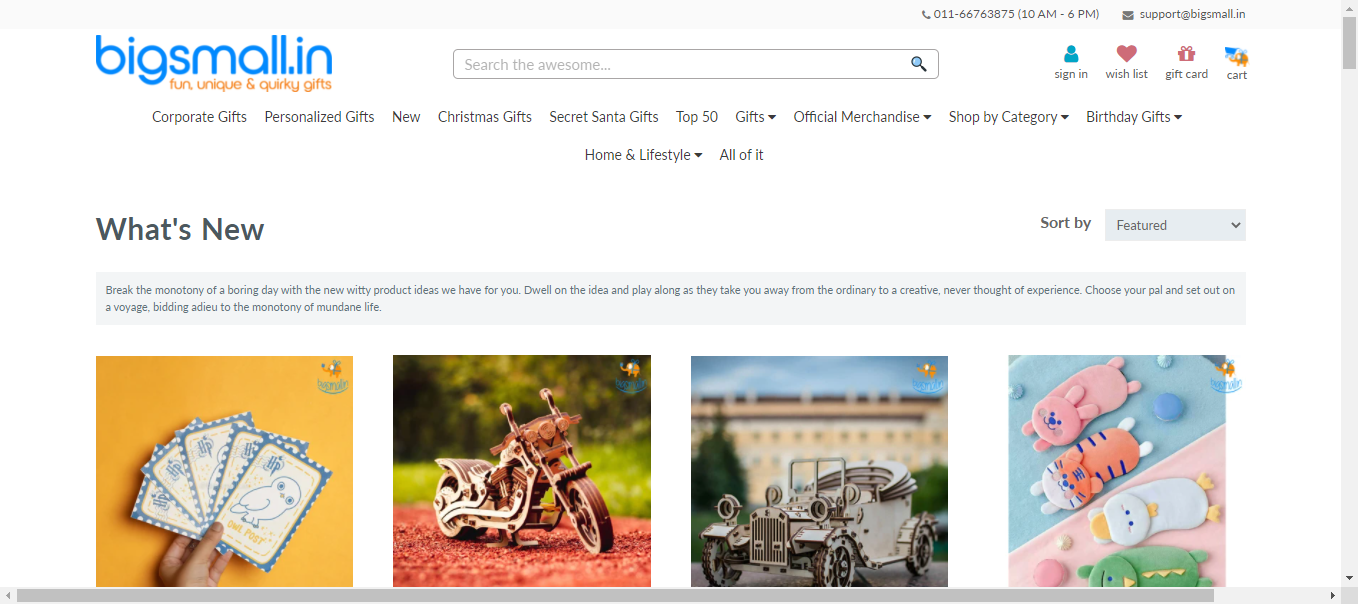 011-66763875 (10 AM - 6 PM) support@bigsmall.in
bigsmall.in
fun, unique & quirky gifts
Search the awesome...
sign in wish list gift card cart
Corporate Gifts Personalized Gifts New Christmas Gifts Secret Santa Gifts Top 50 Gifts Official Merchandise Shop by Category Birthday Gifts
Home & Lifestyle All of it
What's New
Sort by Featured
Break the monotony of a boring day with the new witty product ideas we have for you. Dwell on the idea and play along as they take you away from the ordinary to a creative, never thought of experience. Choose your pal and set out on
a voyage, bidding adieu to the monotony of mundane life.
bigsmall.in bigsmall.in bigsmall.in bigsmall.in
OWL POST